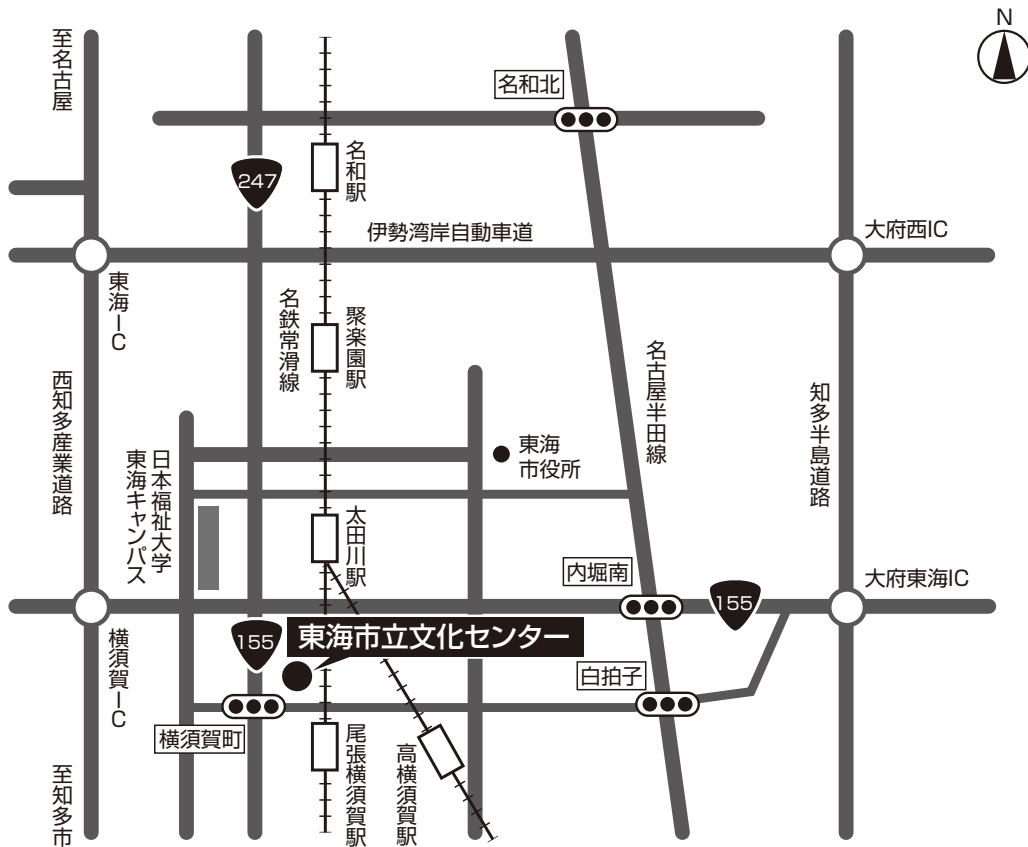 N
至名古屋
名和北
247
名和駅
伊勢湾岸自動車道
大府西IC
東海IC
名鉄常滑線
聚楽園駅
名古屋半田線
知多半島道路
西知多産業道路
日本福祉大学
東海キャンパス
東海
市役所
太田川駅
内堀南
155
大府東海IC
横須賀IC
155
東海市立文化センター
白拍子
横須賀町
尾張横須賀駅
高横須賀駅
至知多市